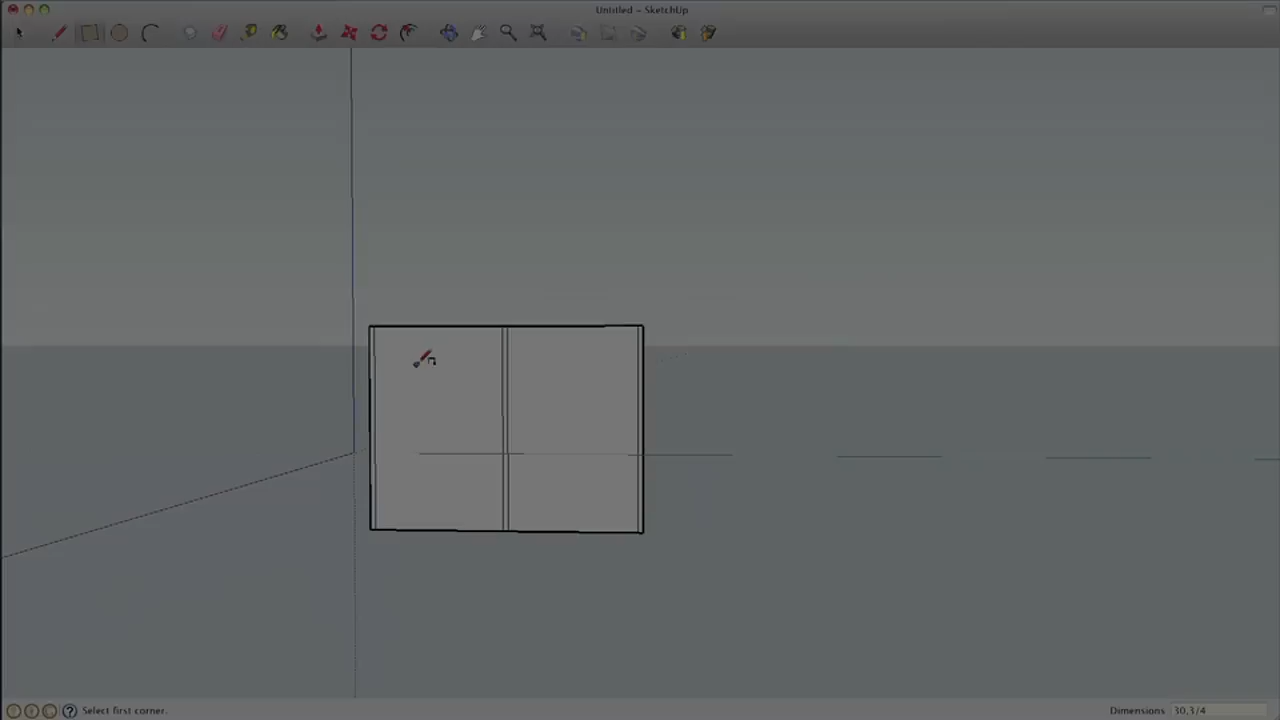 Untitled - SketchUp
Select first corner.
Dimensions 30,3/4